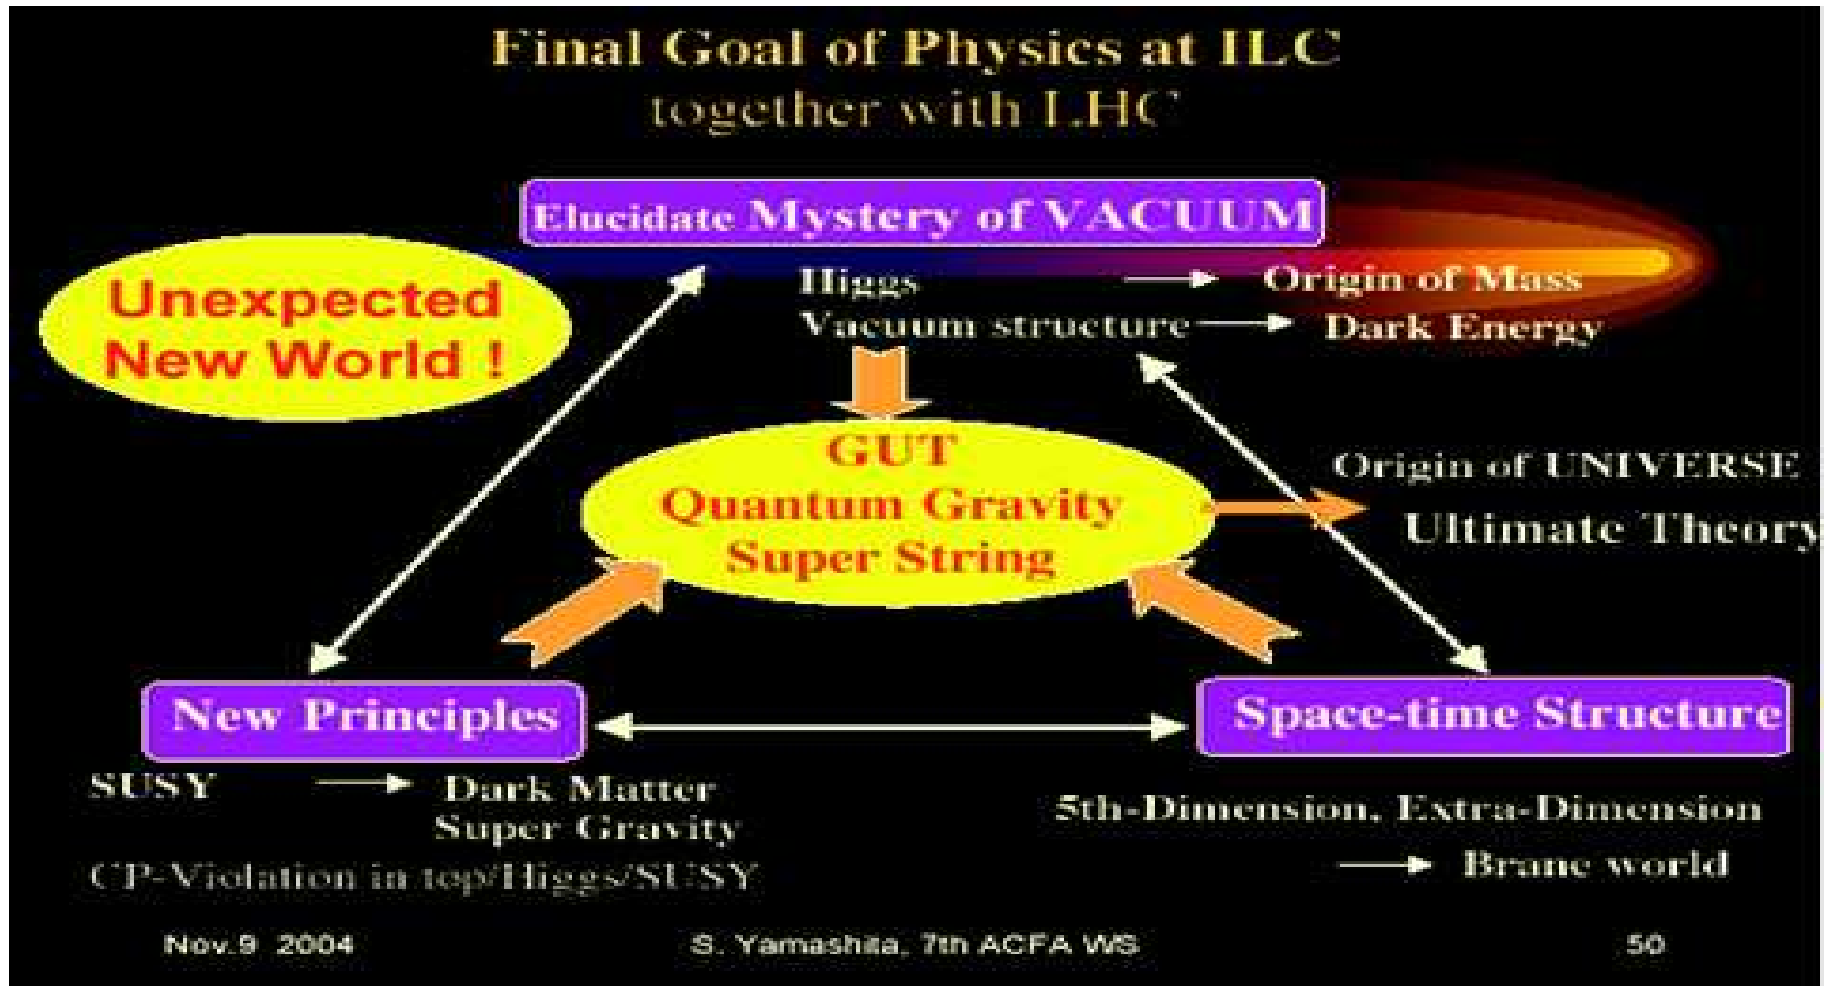 Final Goal of Physics at ILC
together with LHC
Elucidate Mystery of VACUUM
Unexpected
New World !
Higgs → Origin of Mass
Vacuum structure → Dark Energy
GUT
Quantum Gravity
Super String
Origin of UNIVERSE
Ultimate Theory
New Principles
Space-time Structure
SUSY → Dark Matter
Super Gravity
CP-Violation in top/Higgs/SUSY
5th-Dimension, Extra-Dimension
→ Brane world
Nov.9 2004
S. Yamashita, 7th ACFA WS
50